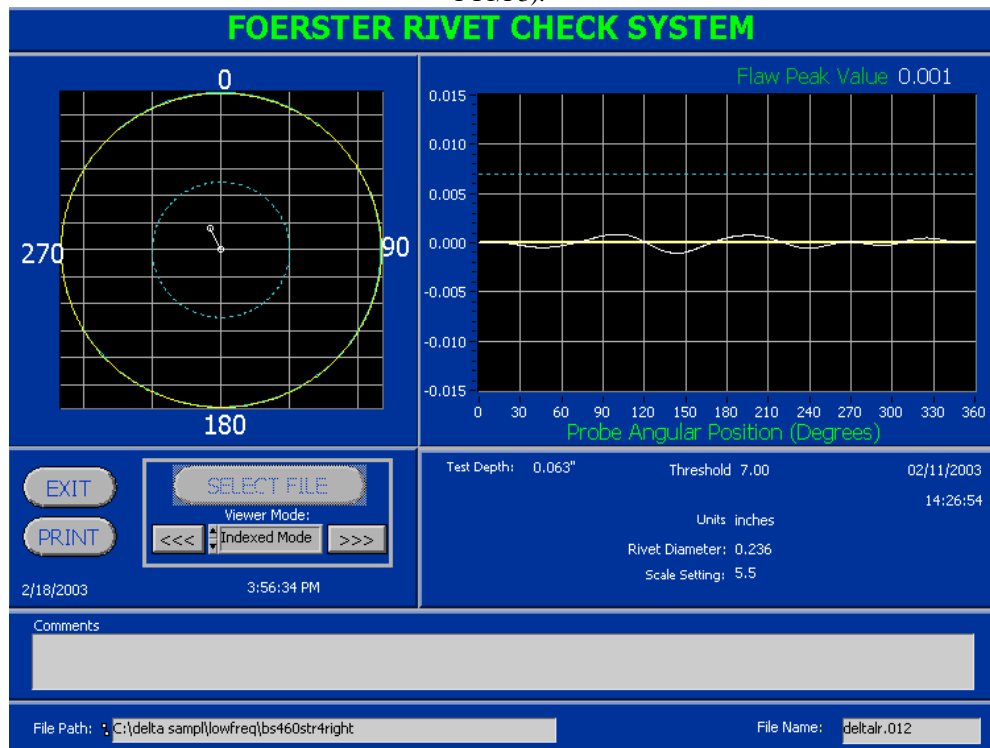 FOERSTER RIVET CHECK SYSTEM
0
270
90
180
Flaw Peak Value 0.001
0.015
0.010
0.005
0.000
-0.005
-0.010
-0.015
0 30 60 90 120 150 180 210 240 270 300 330 360
Probe Angular Position (Degrees)
EXIT
PRINT
SELECT FILE
Viewer Mode:
<<< Indexed Mode >>>
2/18/2003 3:56:34 PM
Test Depth: 0.063" Threshold 7.00 02/11/2003
14:26:54
Units inches
Rivet Diameter: 0.236
Scale Setting: 5.5
Comments
File Path: C:\delta sampl\lowfreq\bs460str4right
File Name: deltalr.012